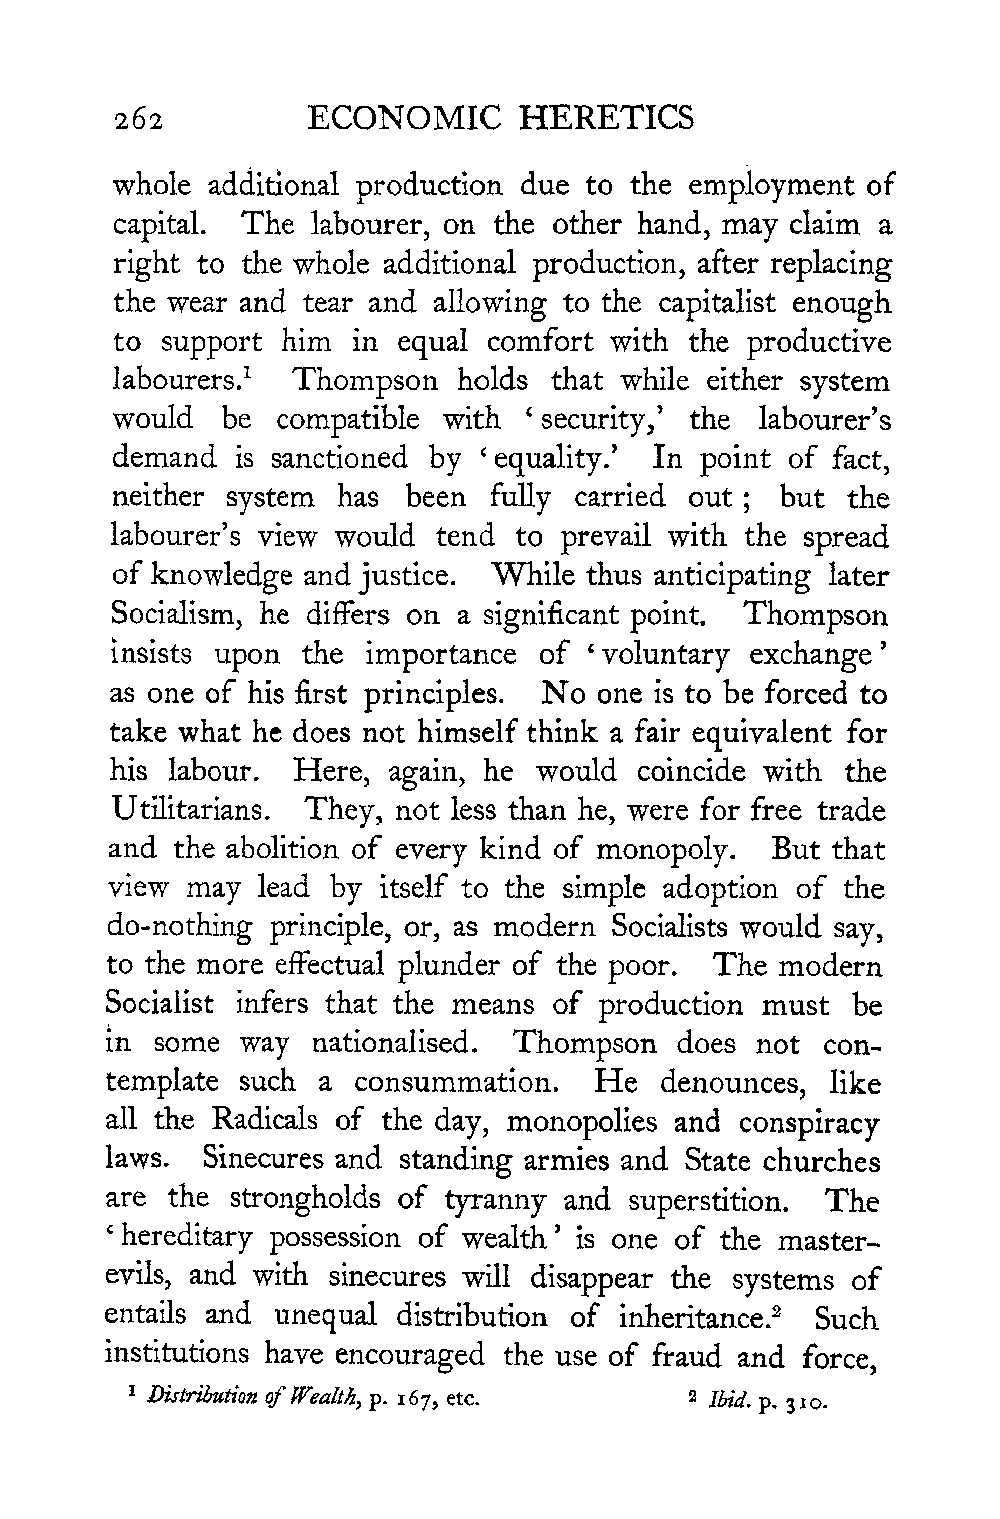 262 ECONOMIC HERETICS
whole additional production due to the employment of
capital. The labourer, on the other hand, may claim a
right to the whole additional production, after replacing
the wear and tear and allowing to the capitalist enough
to support him in equal comfort with the productive
labourers.¹ Thompson holds that while either system
would be compatible with ‘ security,’ the labourer’s
demand is sanctioned by ‘ equality.’ In point of fact,
neither system has been fully carried out ; but the
labourer’s view would tend to prevail with the spread
of knowledge and justice. While thus anticipating later
Socialism, he differs on a significant point. Thompson
insists upon the importance of ‘ voluntary exchange ’
as one of his first principles. No one is to be forced to
take what he does not himself think a fair equivalent for
his labour. Here, again, he would coincide with the
Utilitarians. They, not less than he, were for free trade
and the abolition of every kind of monopoly. But that
view may lead by itself to the simple adoption of the
do-nothing principle, or, as modern Socialists would say,
to the more effectual plunder of the poor. The modern
Socialist infers that the means of production must be
in some way nationalised. Thompson does not con-
template such a consummation. He denounces, like
all the Radicals of the day, monopolies and conspiracy
laws. Sinecures and standing armies and State churches
are the strongholds of tyranny and superstition. The
‘ hereditary possession of wealth ’ is one of the master-
evils, and with sinecures will disappear the systems of
entails and unequal distribution of inheritance.² Such
institutions have encouraged the use of fraud and force,
¹ Distribution of Wealth, p. 167, etc. ² Ibid. p. 310.